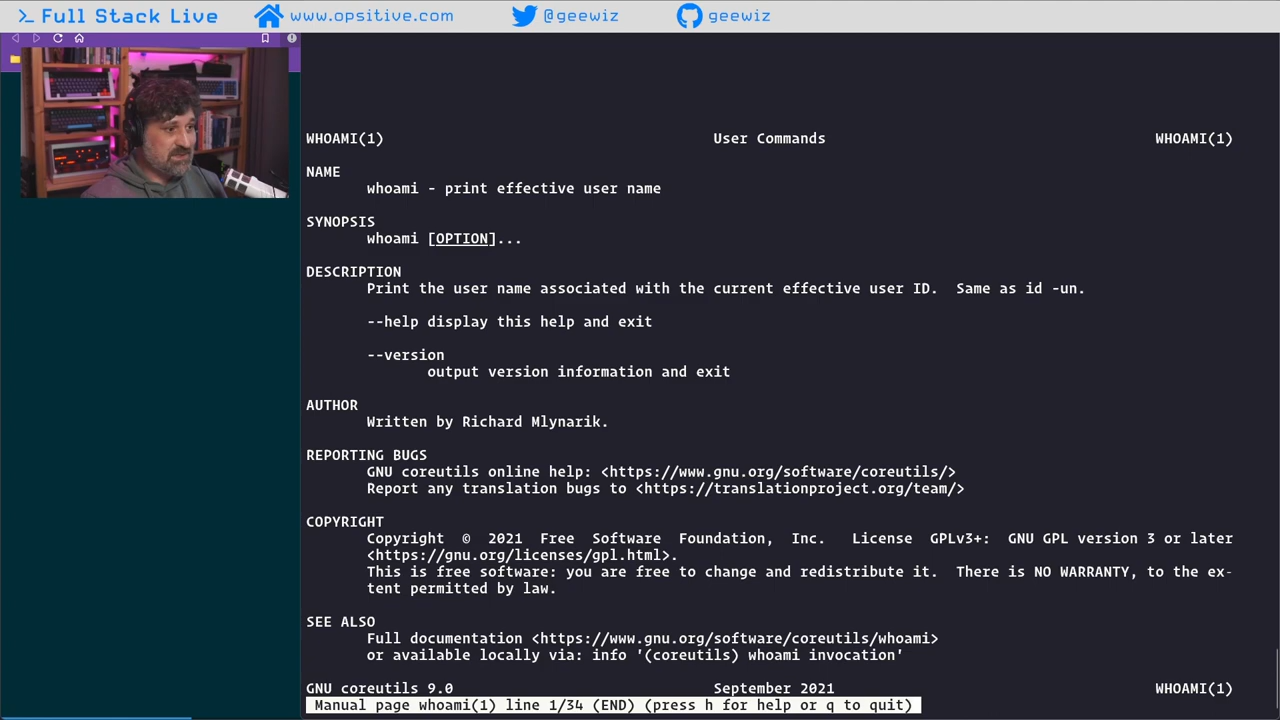 >_ Full Stack Live www.opsitive.com @geewiz geewiz
WHOAMI(1) User Commands WHOAMI(1)
NAME
whoami - print effective user name
SYNOPSIS
whoami [OPTION]...
DESCRIPTION
Print the user name associated with the current effective user ID.  Same as id -un.
--help display this help and exit
--version
output version information and exit
AUTHOR
Written by Richard Mlynarik.
REPORTING BUGS
GNU coreutils online help: <https://www.gnu.org/software/coreutils/>
Report any translation bugs to <https://translationproject.org/team/>
COPYRIGHT
Copyright © 2021 Free Software Foundation, Inc. License GPLv3+: GNU GPL version 3 or later
<https://gnu.org/licenses/gpl.html>.
This is free software: you are free to change and redistribute it.  There is NO WARRANTY, to the ex-
tent permitted by law.
SEE ALSO
Full documentation <https://www.gnu.org/software/coreutils/whoami>
or available locally via: info '(coreutils) whoami invocation'
GNU coreutils 9.0 September 2021 WHOAMI(1)
Manual page whoami(1) line 1/34 (END) (press h for help or q to quit)